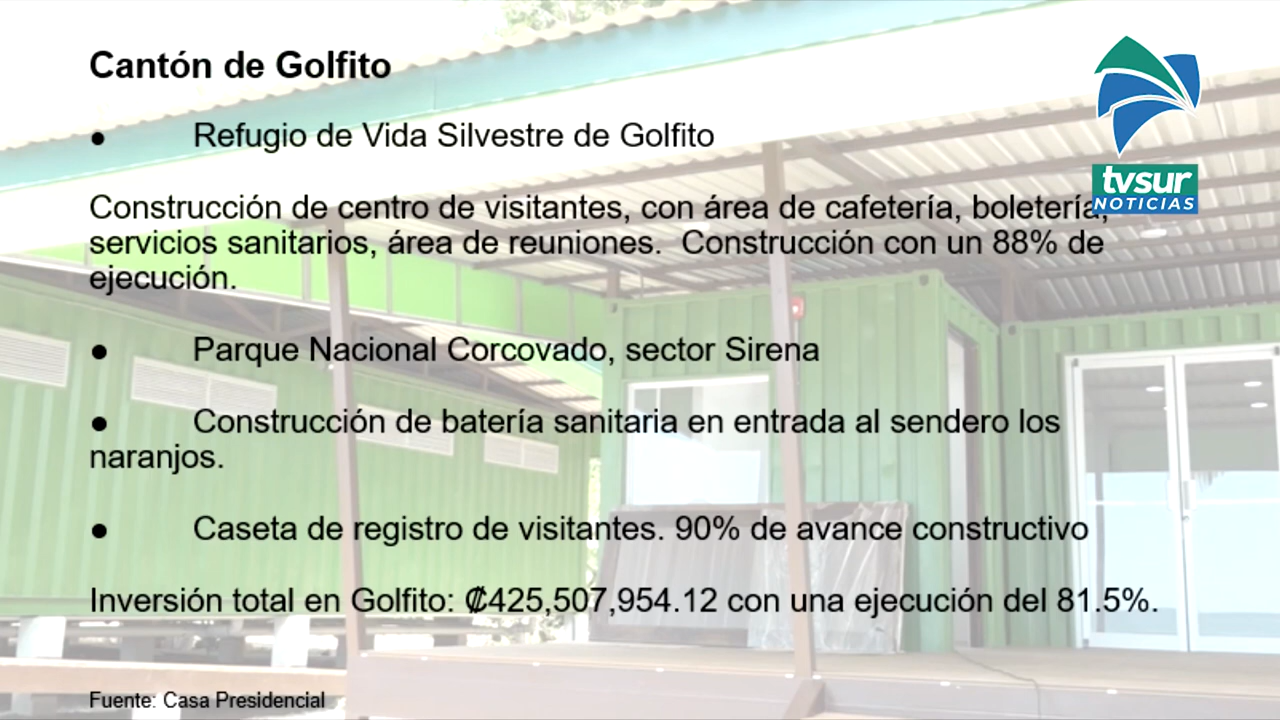 Cantón de Golfito
● Refugio de Vida Silvestre de Golfito
Construcción de centro de visitantes, con área de cafetería, boletería,
servicios sanitarios, área de reuniones. Construcción con un 88% de
ejecución.
● Parque Nacional Corcovado, sector Sirena
● Construcción de batería sanitaria en entrada al sendero los
naranjos.
● Caseta de registro de visitantes. 90% de avance constructivo
Inversión total en Golfito: ₡425,507,954.12 con una ejecución del 81.5%.
Fuente: Casa Presidencial
tvsur
NOTICIAS